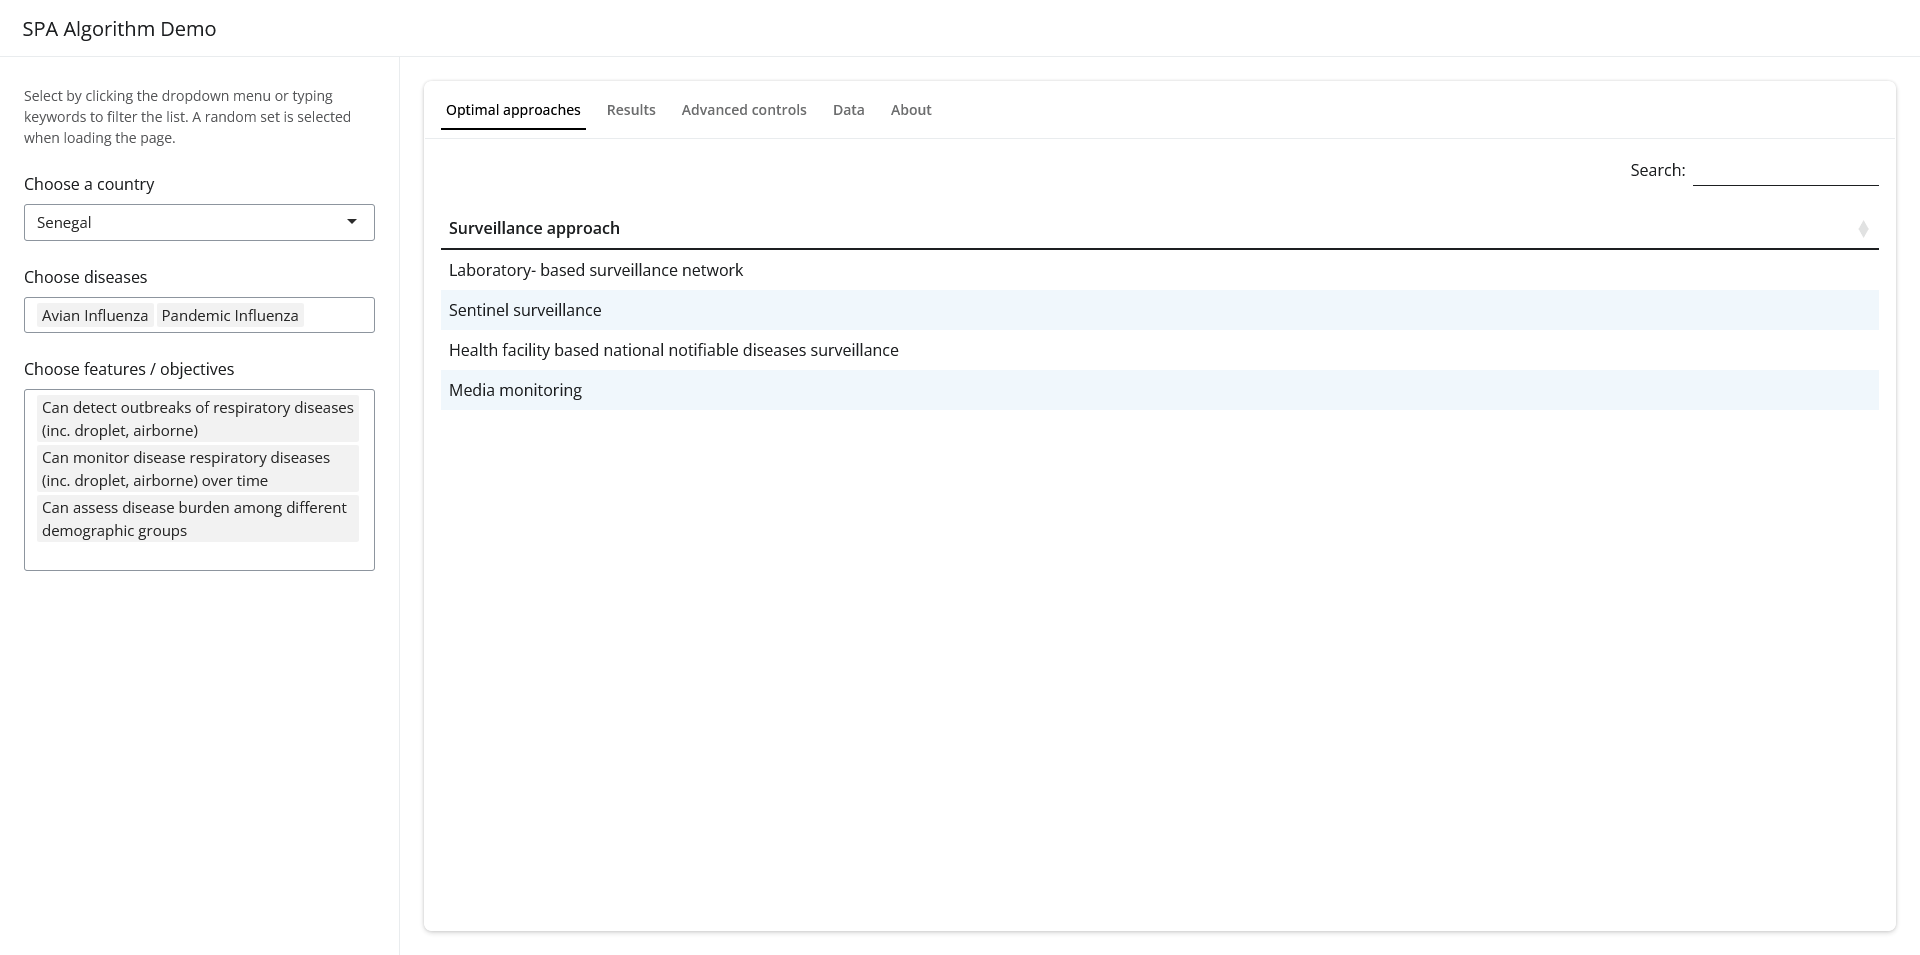 SPA Algorithm Demo
Select by clicking the dropdown menu or typing
keywords to filter the list. A random set is selected
when loading the page.
Choose a country
Senegal
Choose diseases
Avian Influenza Pandemic Influenza
Choose features / objectives
Can detect outbreaks of respiratory diseases
(inc. droplet, airborne)
Can monitor disease respiratory diseases
(inc. droplet, airborne) over time
Can assess disease burden among different
demographic groups
Optimal approaches Results Advanced controls Data About
Search:
Surveillance approach
Laboratory- based surveillance network
Sentinel surveillance
Health facility based national notifiable diseases surveillance
Media monitoring